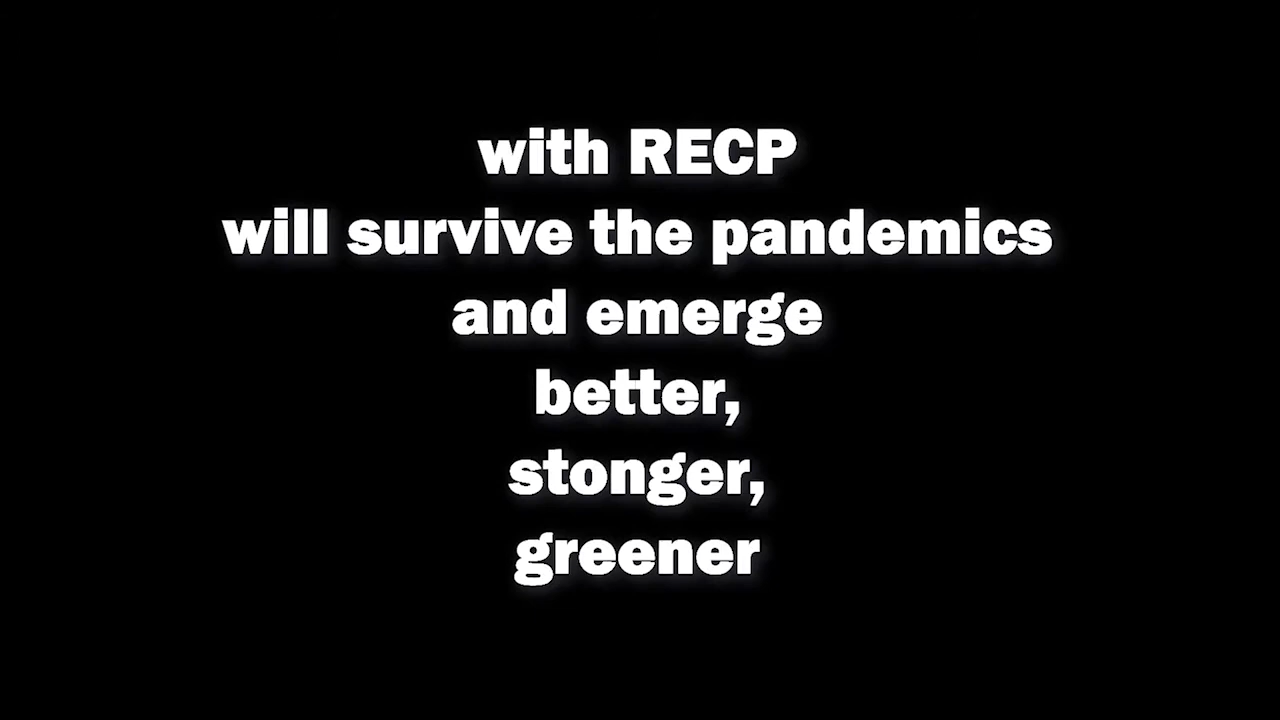 with RECP
will survive the pandemics
and emerge
better,
stonger,
greener